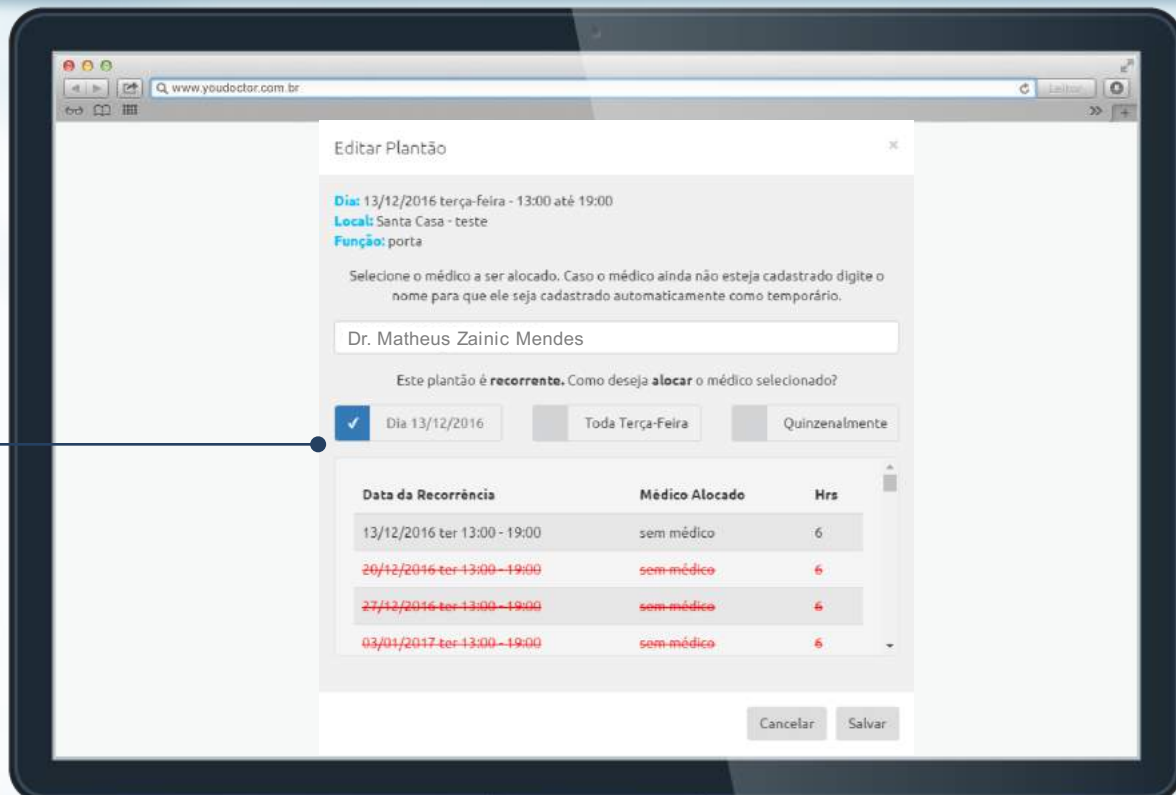 www.youdoctor.com.br
Leitor
Editar Plantão
×
Dia: 13/12/2016 terça-feira - 13:00 até 19:00
Local: Santa Casa - teste
Função: porta
Selecione o médico a ser alocado. Caso o médico ainda não esteja cadastrado digite o
nome para que ele seja cadastrado automaticamente como temporário.
Dr. Matheus Zainic Mendes
Este plantão é recorrente. Como deseja alocar o médico selecionado?
Dia 13/12/2016 Toda Terça-Feira Quinzenalmente
Data da Recorrência Médico Alocado Hrs
13/12/2016 ter 13:00 - 19:00 sem médico 6
20/12/2016 ter 13:00 - 19:00 sem médico 6
27/12/2016 ter 13:00 - 19:00 sem médico 6
03/01/2017 ter 13:00 - 19:00 sem médico 6
Cancelar Salvar